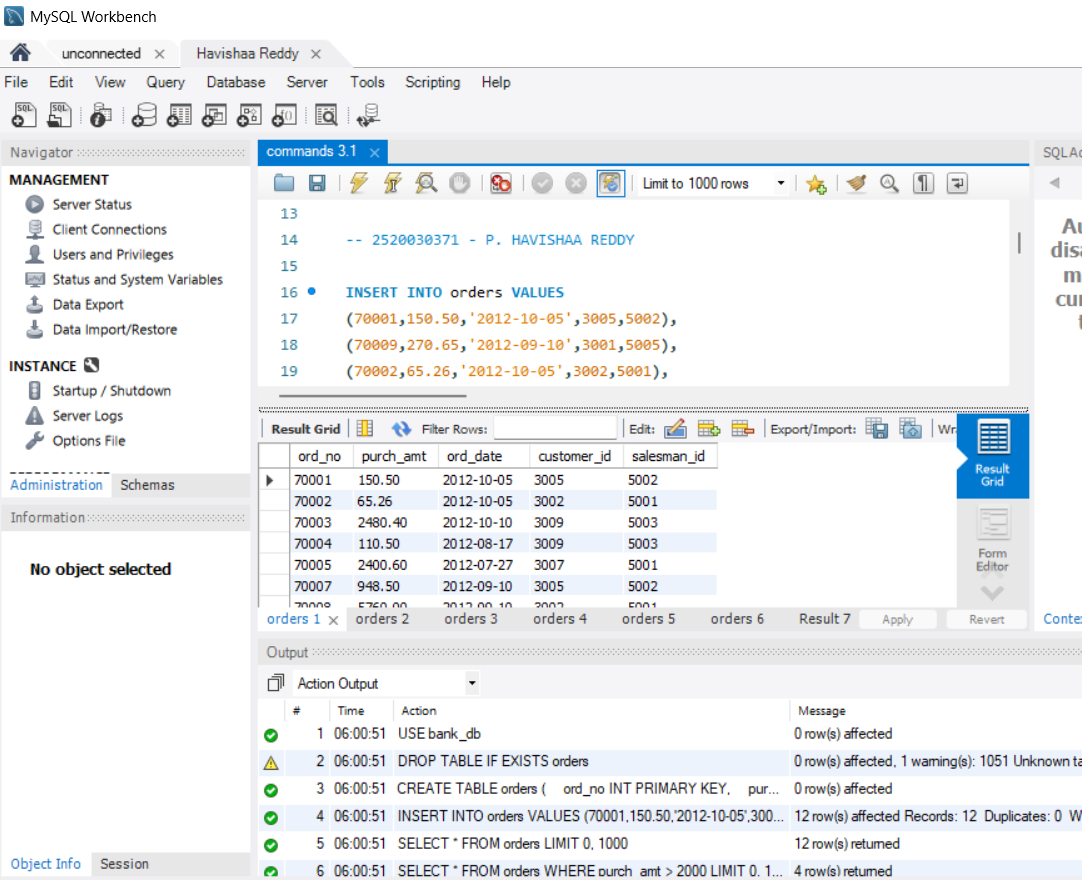 MySQL Workbench
unconnected
Havishaa Reddy
File Edit View Query Database Server Tools Scripting Help
Navigator
MANAGEMENT
Server Status
Client Connections
Users and Privileges
Status and System Variables
Data Export
Data Import/Restore
INSTANCE
Startup / Shutdown
Server Logs
Options File
Administration Schemas
Information
No object selected
Object Info Session
commands 3.1
Limit to 1000 rows
13
14 -- 2520030371 - P. HAVISHAA REDDY
15
16 INSERT INTO orders VALUES
17 (70001,150.50,'2012-10-05',3005,5002),
18 (70009,270.65,'2012-09-10',3001,5005),
19 (70002,65.26,'2012-10-05',3002,5001),
Result Grid Filter Rows: Edit: Export/Import:
ord_no purch_amt ord_date customer_id salesman_id
70001 150.50 2012-10-05 3005 5002
70002 65.26 2012-10-05 3002 5001
70003 2480.40 2012-10-10 3009 5003
70004 110.50 2012-08-17 3009 5003
70005 2400.60 2012-07-27 3007 5001
70007 948.50 2012-09-10 3005 5002
70008 5760.00 2012-09-10 3002 5001
Result
Grid
Form
Editor
orders 1 orders 2 orders 3 orders 4 orders 5 orders 6 Result 7 Apply Revert
Output
Action Output
# Time Action Message
1 06:00:51 USE bank_db 0 row(s) affected
2 06:00:51 DROP TABLE IF EXISTS orders 0 row(s) affected, 1 warning(s): 1051 Unknown ta
3 06:00:51 CREATE TABLE orders ( ord_no INT PRIMARY KEY, pur... 0 row(s) affected
4 06:00:51 INSERT INTO orders VALUES (70001,150.50,'2012-10-05',300... 12 row(s) affected Records: 12 Duplicates: 0 W
5 06:00:51 SELECT * FROM orders LIMIT 0, 1000 12 row(s) returned
6 06:00:51 SELECT * FROM orders WHERE purch_amt > 2000 LIMIT 0, 1... 4 row(s) returned